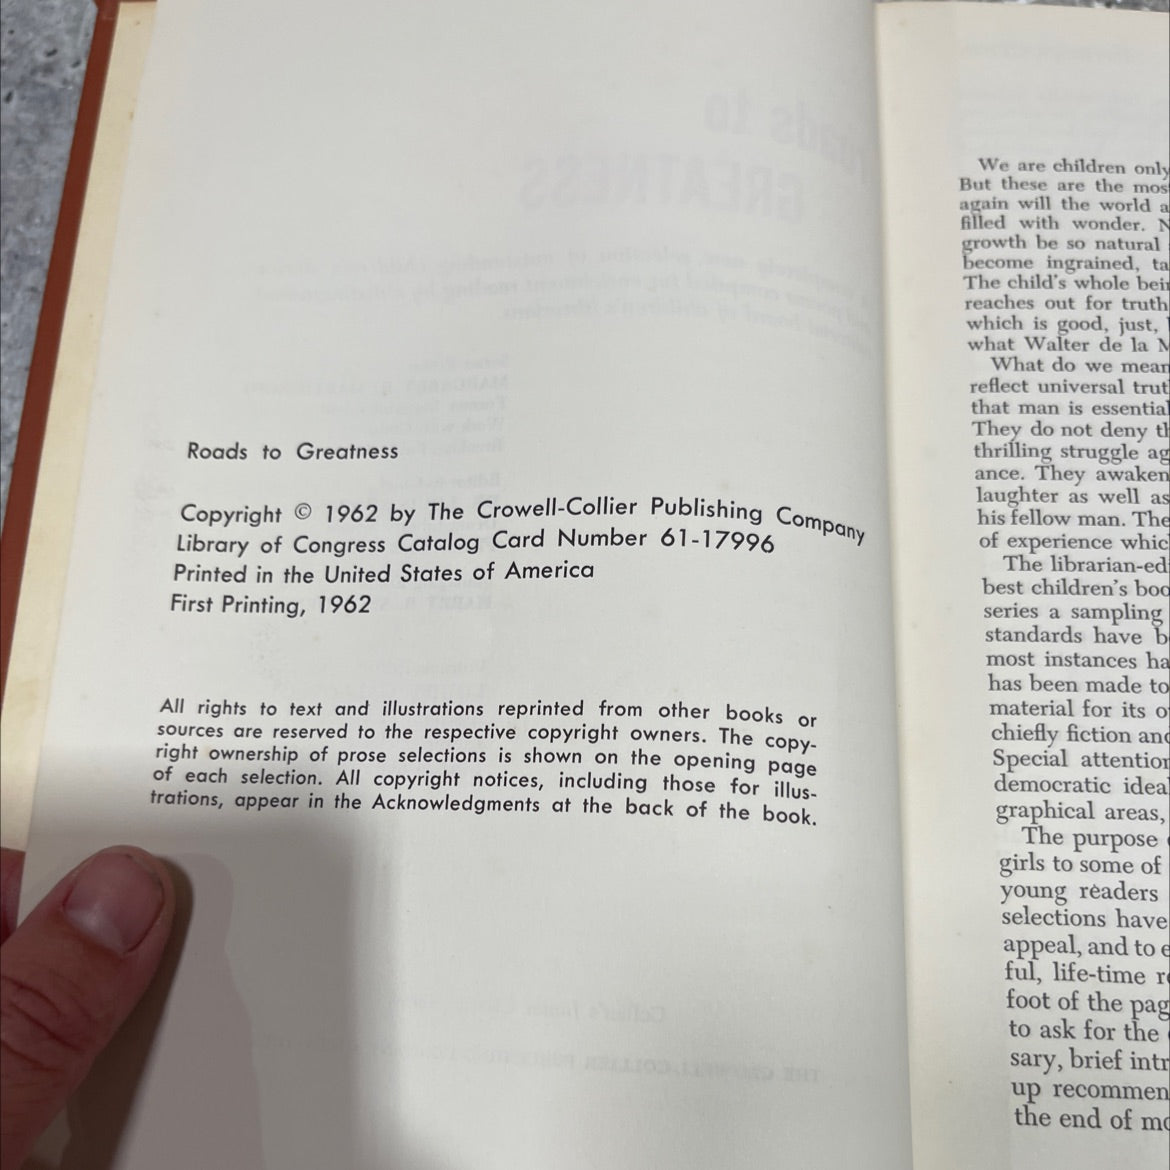 Roads to Greatness
Copyright © 1962 by The Crowell-Collier Publishing Company
Library of Congress Catalog Card Number 61-17996
Printed in the United States of America
First Printing, 1962
All rights to text and illustrations reprinted from other books or
sources are reserved to the respective copyright owners. The copy-
right ownership of prose selections is shown on the opening page
of each selection. All copyright notices, including those for illus-
trations, appear in the Acknowledgments at the back of the book.
We are children only
But these are the mos
again will the world a
filled with wonder. N
growth be so natural
become ingrained, ta
The child's whole bein
reaches out for truth
which is good, just,
what Walter de la M
What do we mean
reflect universal trut
that man is essential
They do not deny th
thrilling struggle ag
ance. They awaken
laughter as well as
his fellow man. The
of experience whic
The librarian-ed
best children's boo
series a sampling
standards have b
most instances ha
has been made to
material for its o
chiefly fiction and
Special attention
democratic idea
graphical areas,
The purpose
girls to some of
young readers
selections have
appeal, and to e
ful, life-time r
foot of the pag
to ask for the
sary, brief intr
up recommen
the end of mo